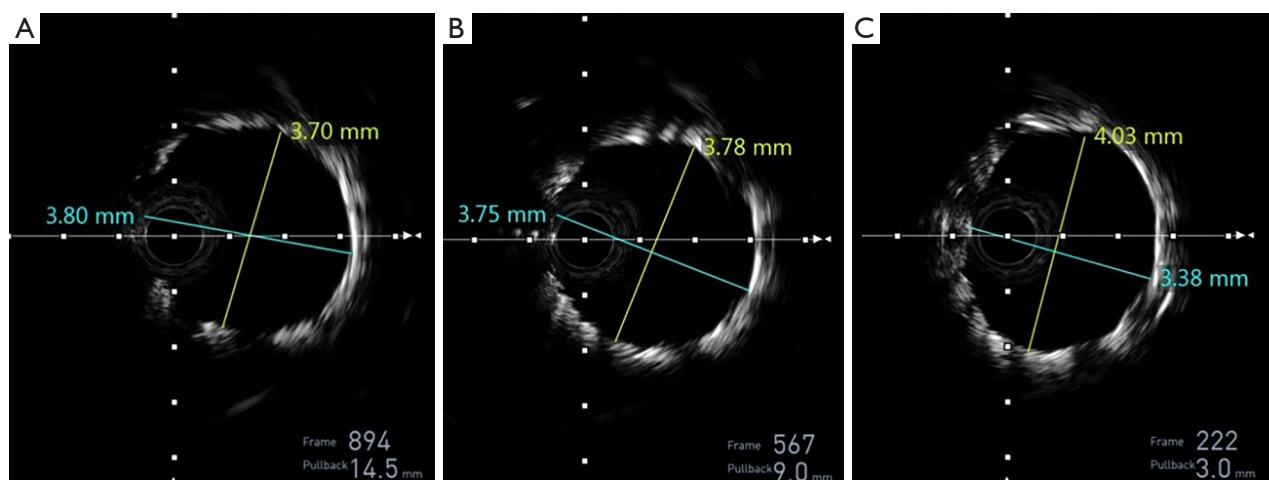 A
3.70 mm
3.80 mm
Frame 894
Pullback 14.5 mm
B
3.78 mm
3.75 mm
Frame 567
Pullback 9.0 mm
C
4.03 mm
3.38 mm
Frame 222
Pullback 3.0 mm